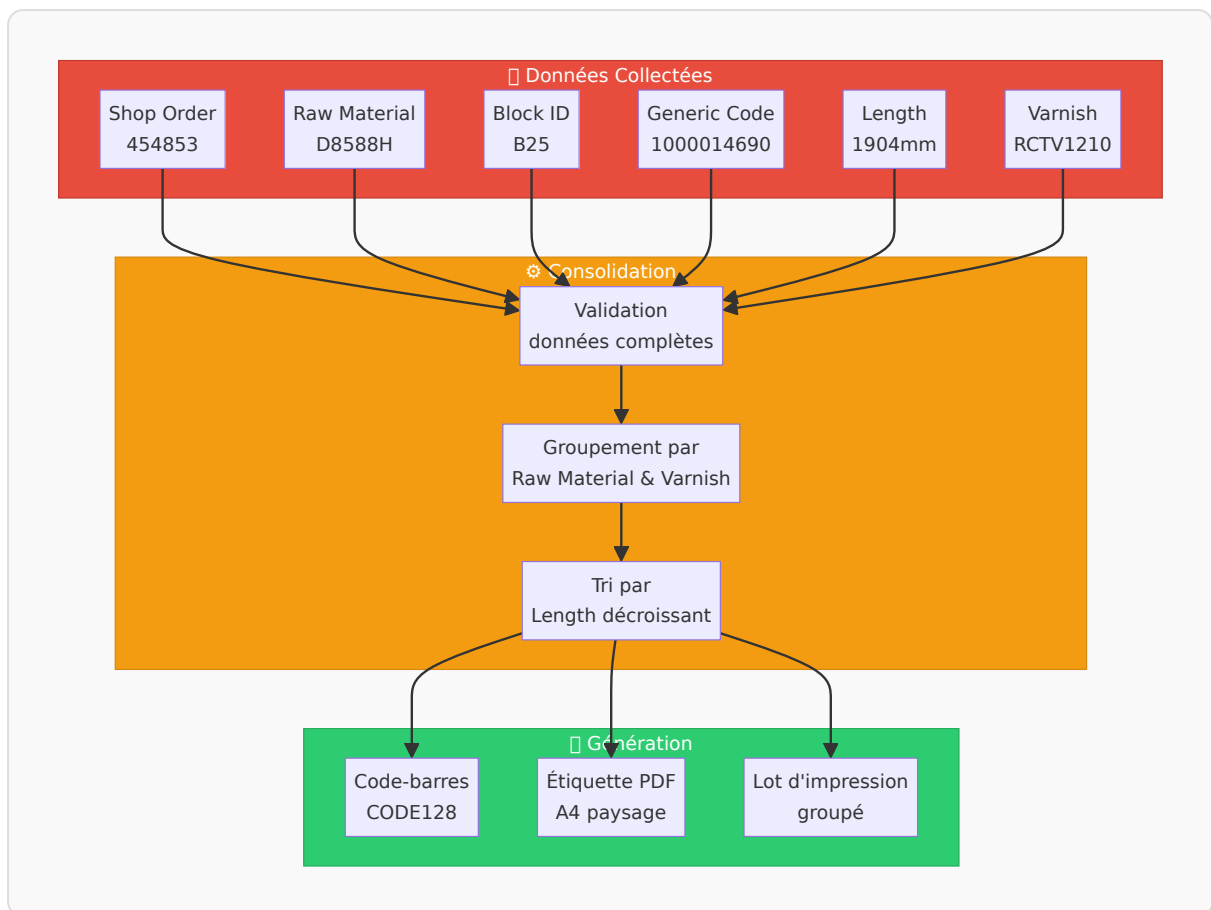 Données Collectées
Shop Order
454853
Raw Material
D8588H
Block ID
B25
Generic Code
1000014690
Length
1904mm
Varnish
RCTV1210
⚙ Consolidation
Validation
données complètes
Groupement par
Raw Material & Varnish
Tri par
Length décroissant
Génération
Code-barres
CODE128
Étiquette PDF
A4 paysage
Lot d'impression
groupé